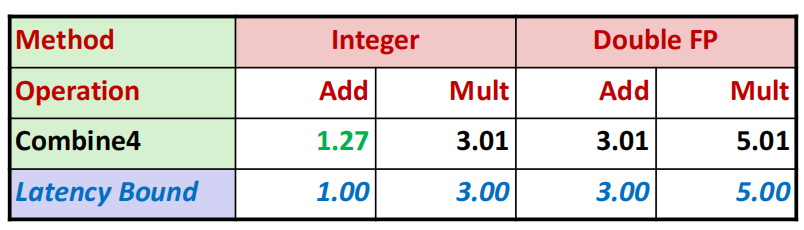 Method Integer Double FP
Operation Add Mult Add Mult
Combine4 1.27 3.01 3.01 5.01
Latency Bound 1.00 3.00 3.00 5.00